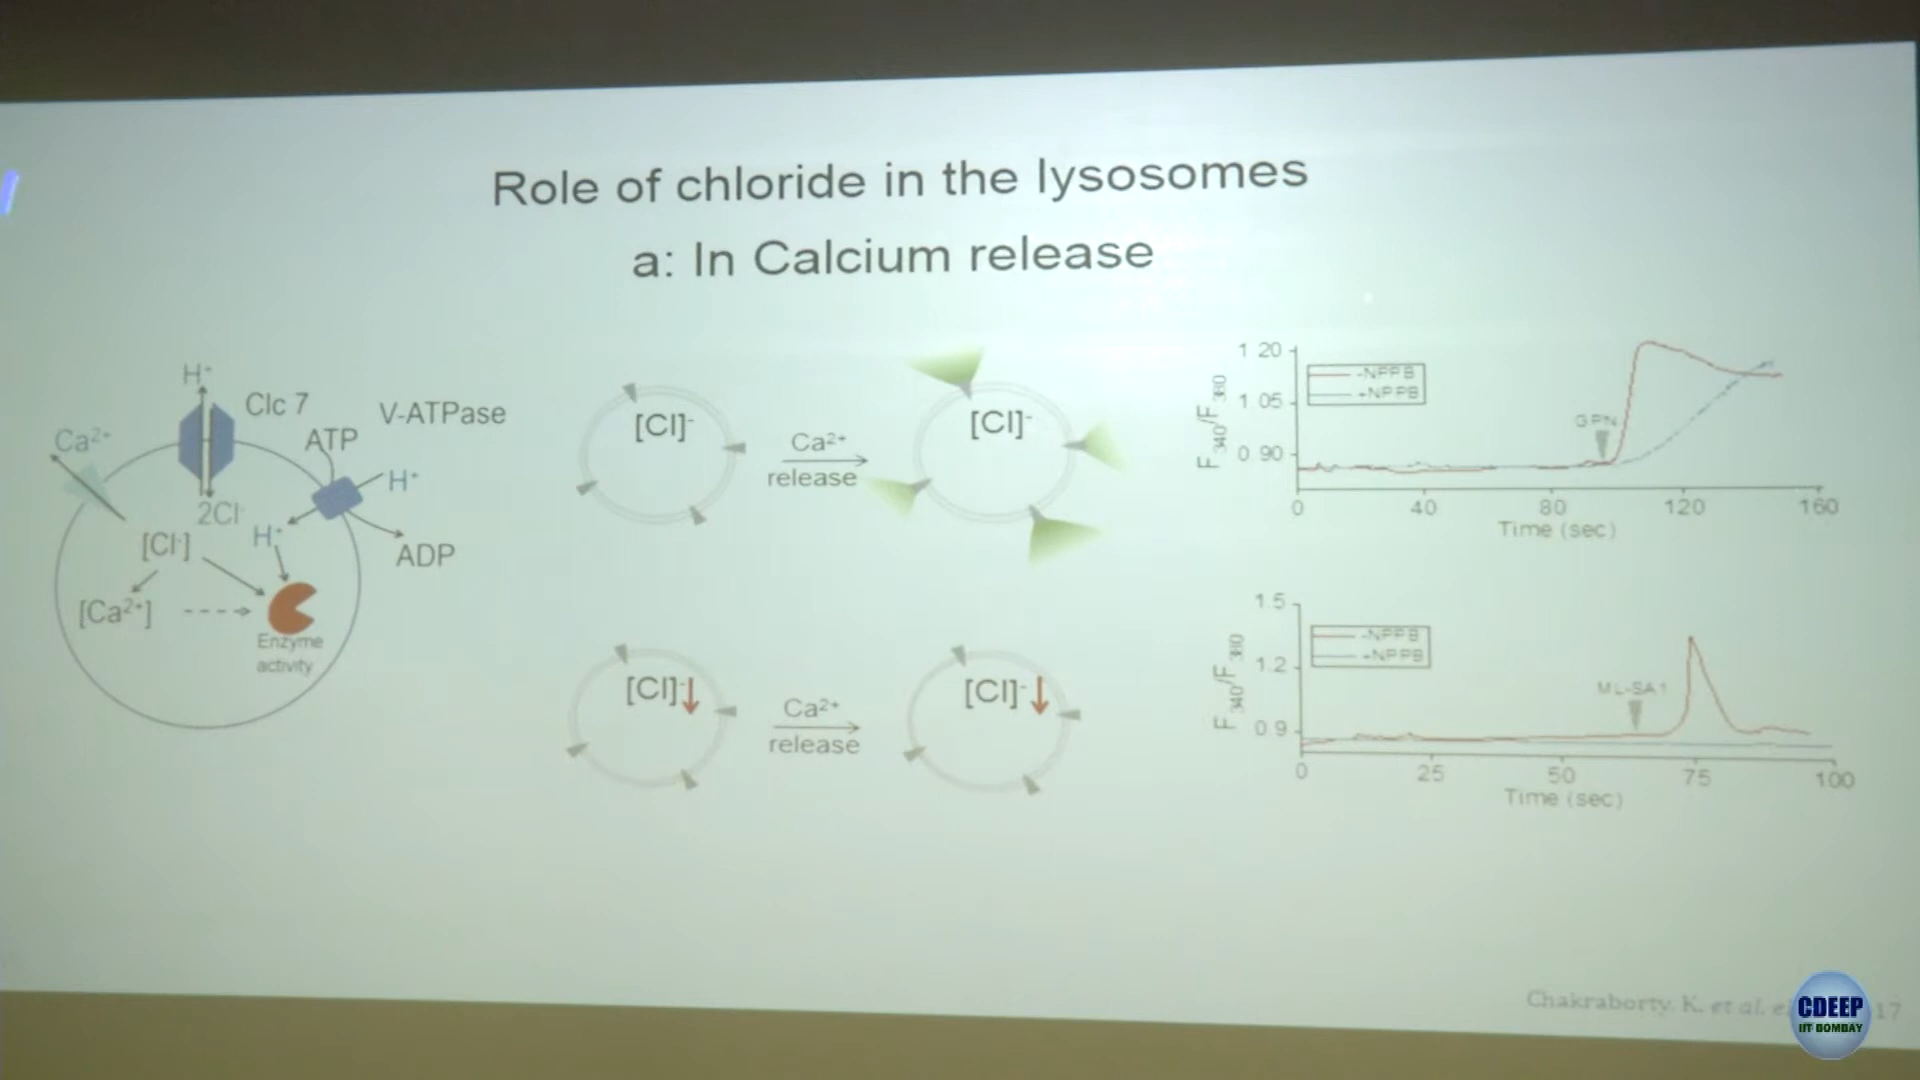 Role of chloride in the lysosomes
a: In Calcium release
H⁺
Clc 7
V-ATPase
Ca²⁺
ATP
H⁺
2Cl⁻
[Cl⁻]
H⁺
ADP
[Ca²⁺]
Enzyme
activity
[Cl]⁻
Ca²⁺
release
[Cl]⁻
[Cl]⁻↓
Ca²⁺
release
[Cl]⁻↓
1 20
1 05
0 90
F340/F380
-NPPB
+NPPB
GPN
0 40 80 120 160
Time (sec)
1.5
1.2
0 9
F340/F380
-NPPB
+NPPB
ML-SA1
0 25 50 75 100
Time (sec)
Chakraborty. K. et al. 17
CDEEP
IIT BOMBAY